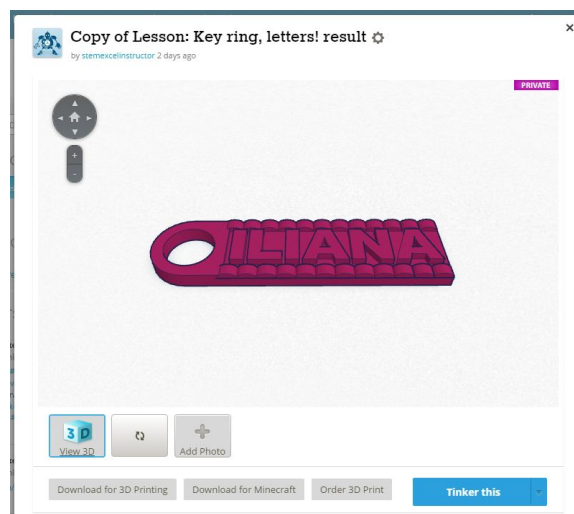 Copy of Lesson: Key ring, letters! result
by stemexcelinstructor 2 days ago
PRIVATE
ILIANA
3D
View 3D
Add Photo
Download for 3D Printing
Download for Minecraft
Order 3D Print
Tinker this